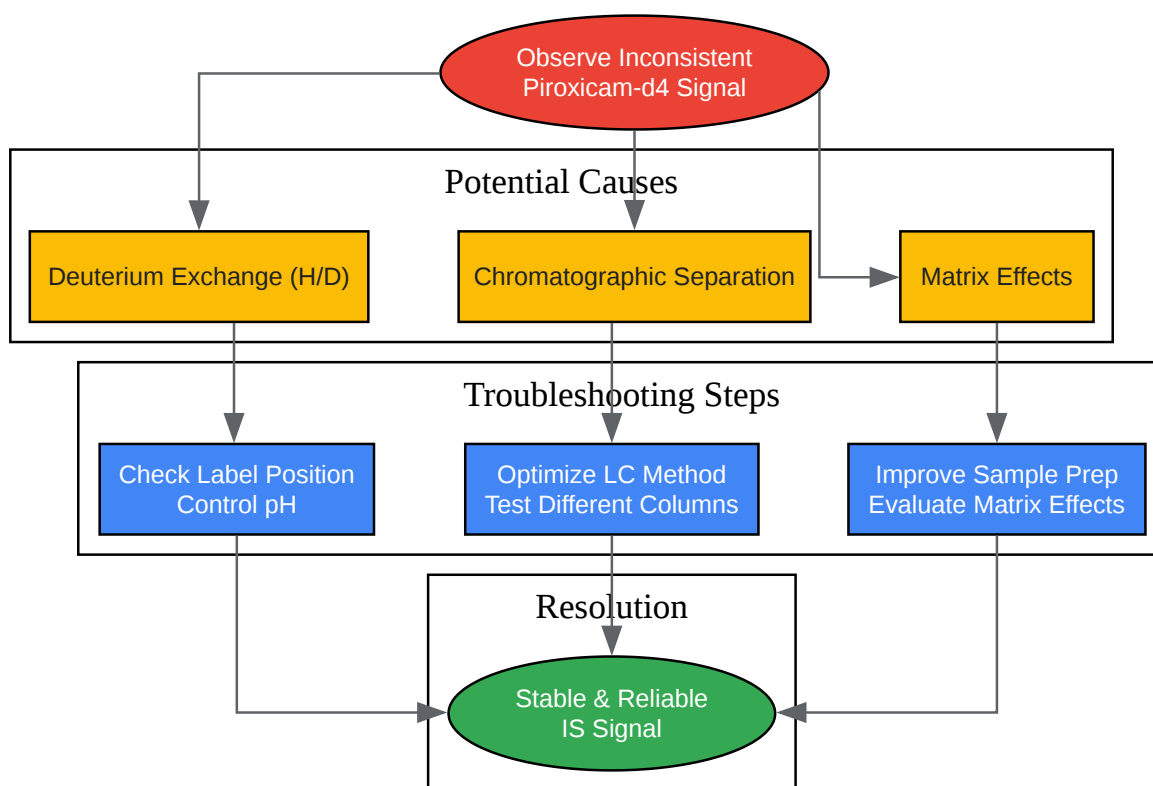 Observe Inconsistent
Piroxicam-d4 Signal
Potential Causes
Deuterium Exchange (H/D)
Chromatographic Separation
Matrix Effects
Troubleshooting Steps
Check Label Position
Control pH
Optimize LC Method
Test Different Columns
Improve Sample Prep
Evaluate Matrix Effects
Resolution
Stable & Reliable
IS Signal